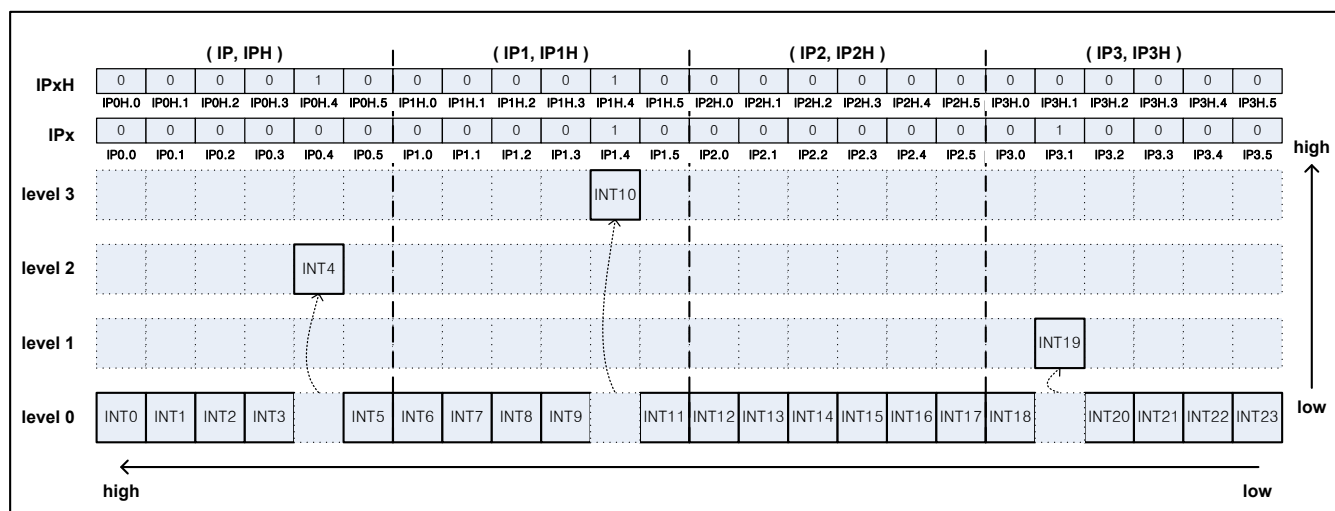 ( IP, IPH ) ( IP1, IP1H ) ( IP2, IP2H ) ( IP3, IP3H )
IPxH 0 0 0 0 1 0 0 0 0 0 1 0 0 0 0 0 0 0 0 0 0 0 0 0
IP0H.0 IP0H.1 IP0H.2 IP0H.3 IP0H.4 IP0H.5 IP1H.0 IP1H.1 IP1H.2 IP1H.3 IP1H.4 IP1H.5 IP2H.0 IP2H.1 IP2H.2 IP2H.3 IP2H.4 IP2H.5 IP3H.0 IP3H.1 IP3H.2 IP3H.3 IP3H.4 IP3H.5
IPx 0 0 0 0 0 0 0 0 0 0 1 0 0 0 0 0 0 0 0 1 0 0 0 0
IP0.0 IP0.1 IP0.2 IP0.3 IP0.4 IP0.5 IP1.0 IP1.1 IP1.2 IP1.3 IP1.4 IP1.5 IP2.0 IP2.1 IP2.2 IP2.3 IP2.4 IP2.5 IP3.0 IP3.1 IP3.2 IP3.3 IP3.4 IP3.5
high
level 3 INT10
level 2 INT4
level 1 INT19
level 0 INT0 INT1 INT2 INT3 INT5 INT6 INT7 INT8 INT9 INT11 INT12 INT13 INT14 INT15 INT16 INT17 INT18 INT20 INT21 INT22 INT23
low
high low